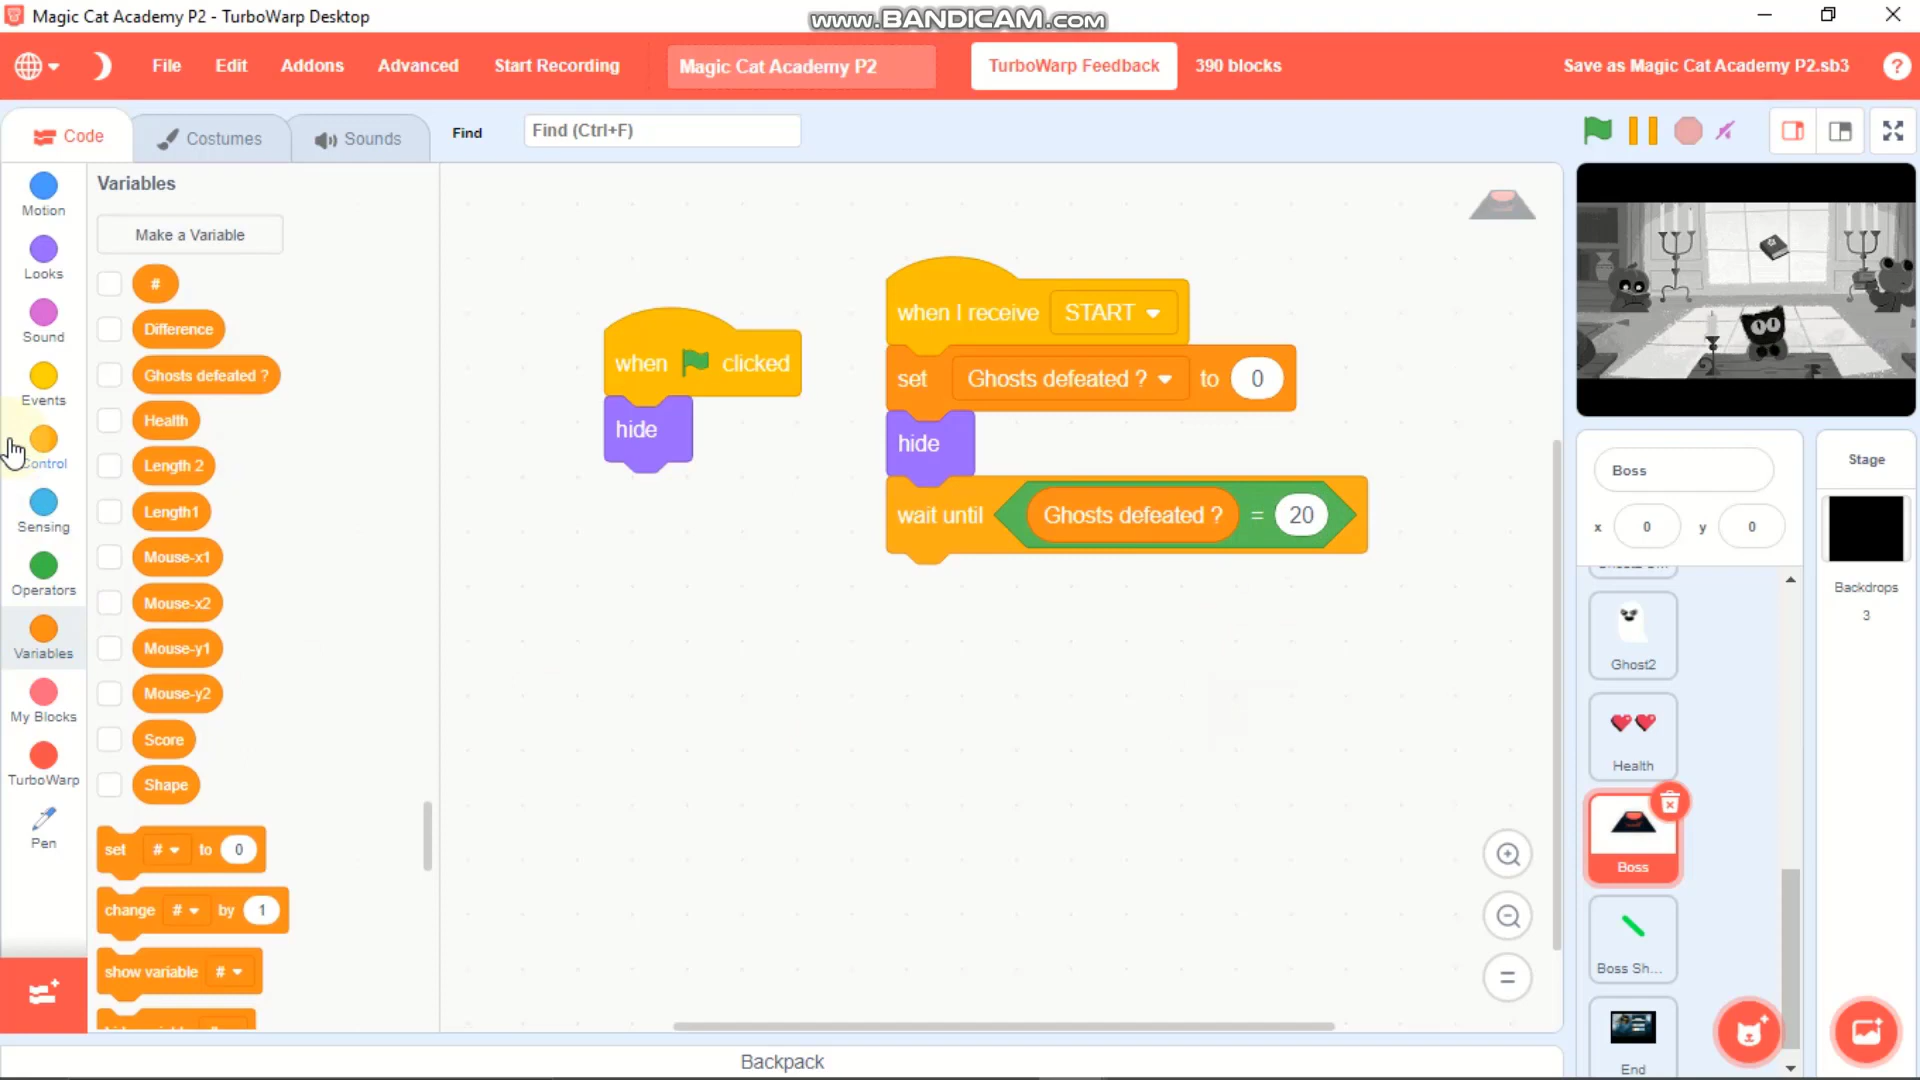 Magic Cat Academy P2 - TurboWarp Desktop
www.BANDICAM.com
File
Edit
Addons
Advanced
Start Recording
Magic Cat Academy P2
TurboWarp Feedback
390 blocks
Save as Magic Cat Academy P2.sb3
?
Code
Costumes
Sounds
Find
Find (Ctrl+F)
Motion
Looks
Sound
Events
Control
Sensing
Operators
Variables
My Blocks
TurboWarp
Pen
Variables
Make a Variable
#
Difference
Ghosts defeated ?
Health
Length 2
Length1
Mouse-x1
Mouse-x2
Mouse-y1
Mouse-y2
Score
Shape
set # to 0
change # by 1
show variable #
when clicked
hide
when I receive START
set Ghosts defeated ? to 0
hide
wait until Ghosts defeated ? = 20
Boss
x 0 y 0
Ghost2
Health
Boss
Boss Sh...
End
Stage
Backdrops
3
Backpack